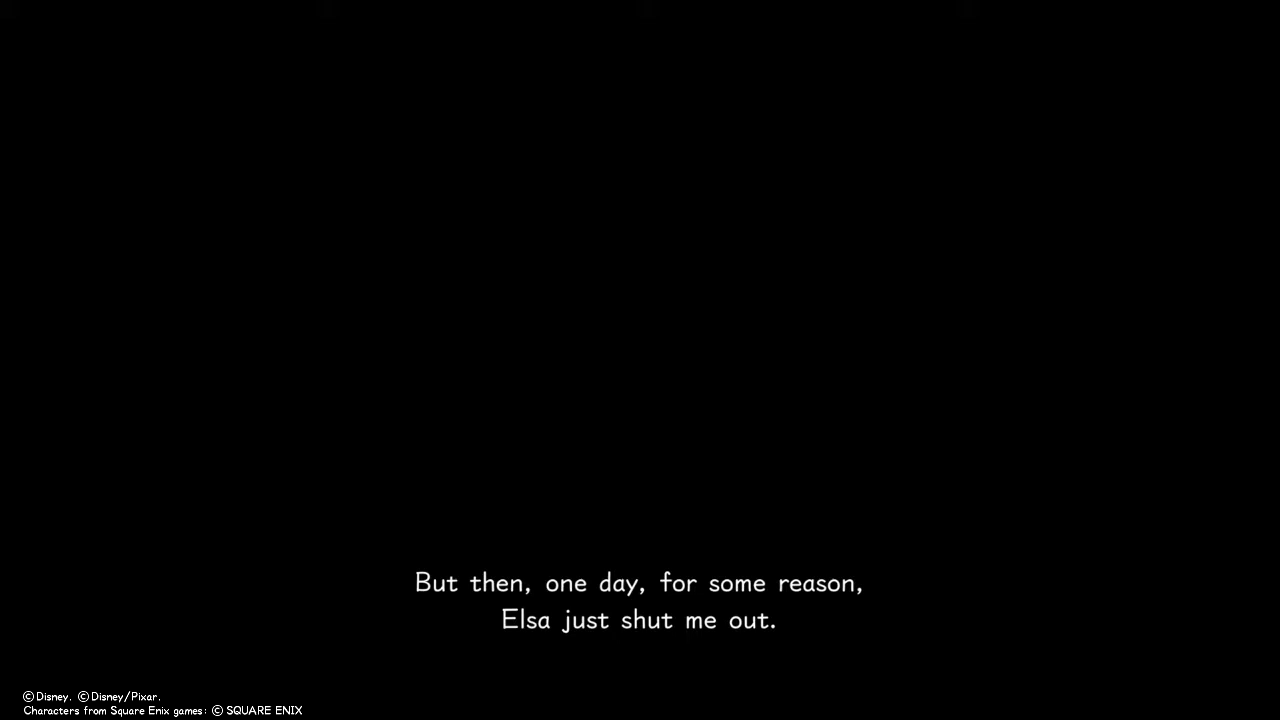 But then, one day, for some reason,
Elsa just shut me out.
©Disney. ©Disney/Pixar.
Characters from Square Enix games: © SQUARE ENIX